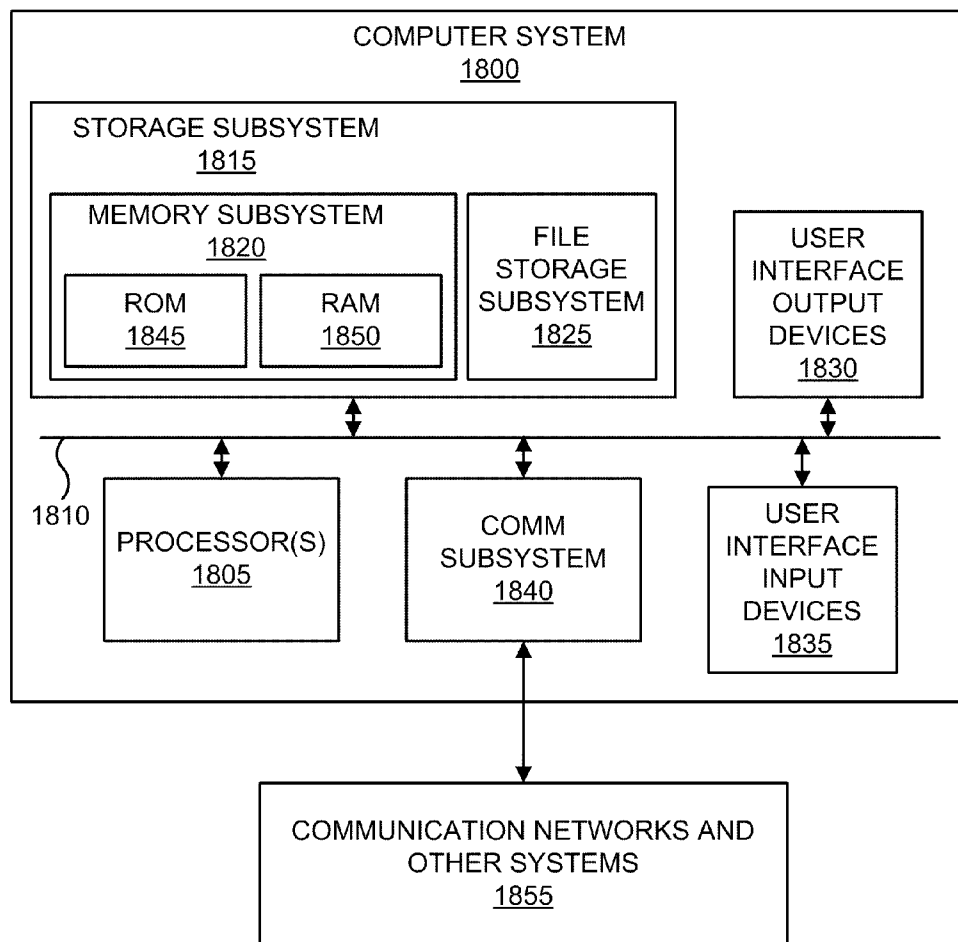 COMPUTER SYSTEM
1800
STORAGE SUBSYSTEM
1815
MEMORY SUBSYSTEM
1820
ROM
1845
RAM
1850
FILE
STORAGE
SUBSYSTEM
1825
USER
INTERFACE
OUTPUT
DEVICES
1830
1810
PROCESSOR(S)
1805
COMM
SUBSYSTEM
1840
USER
INTERFACE
INPUT
DEVICES
1835
COMMUNICATION NETWORKS AND
OTHER SYSTEMS
1855